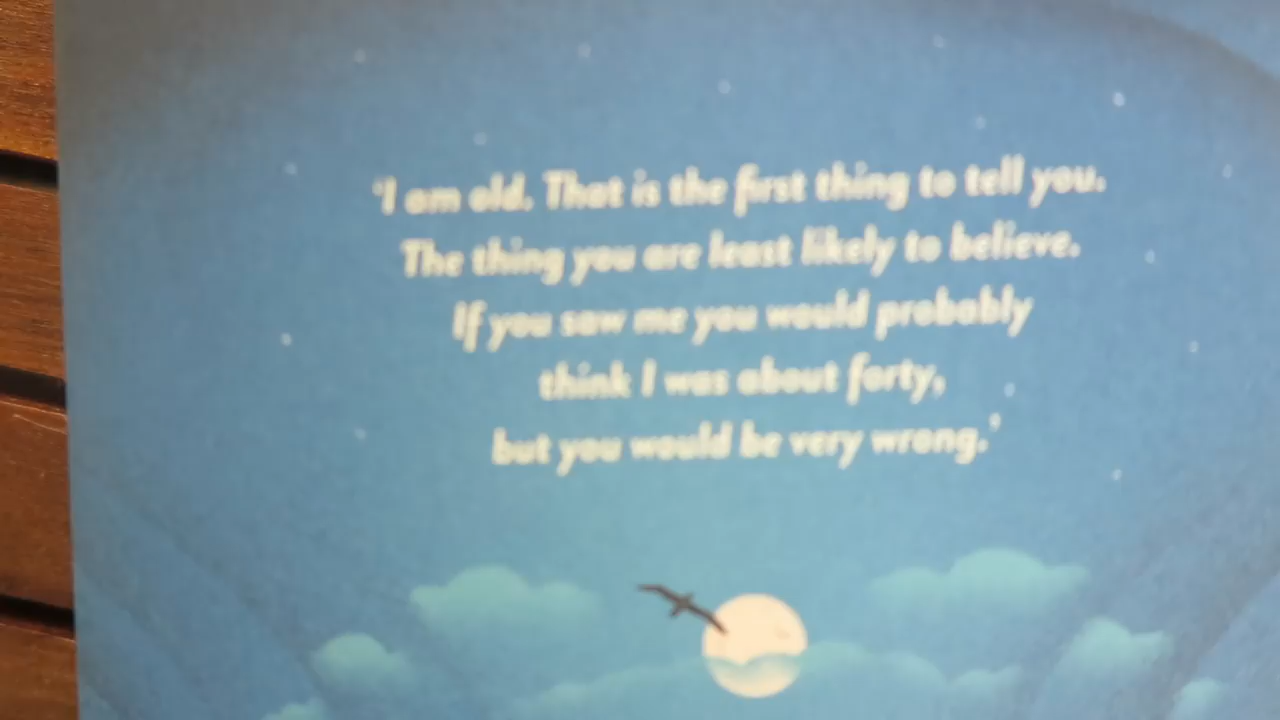 'I am old. That is the first thing to tell you.
The thing you are least likely to believe.
If you saw me you would probably
think I was about forty,
but you would be very wrong.'